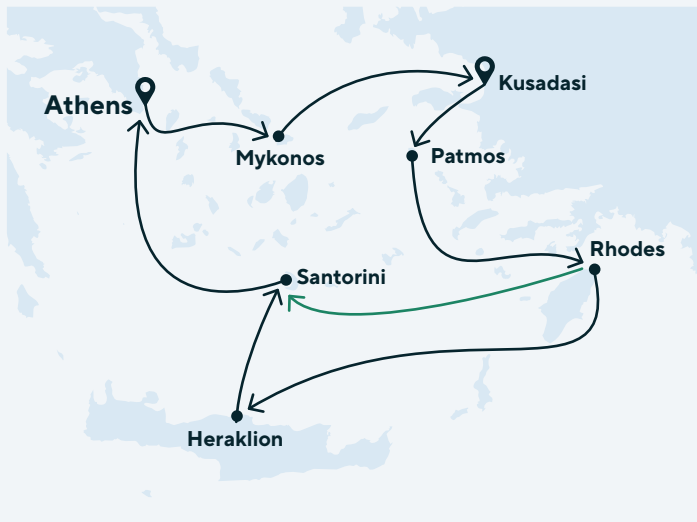 Athens
Kusadasi
Mykonos
Patmos
Rhodes
Santorini
Heraklion